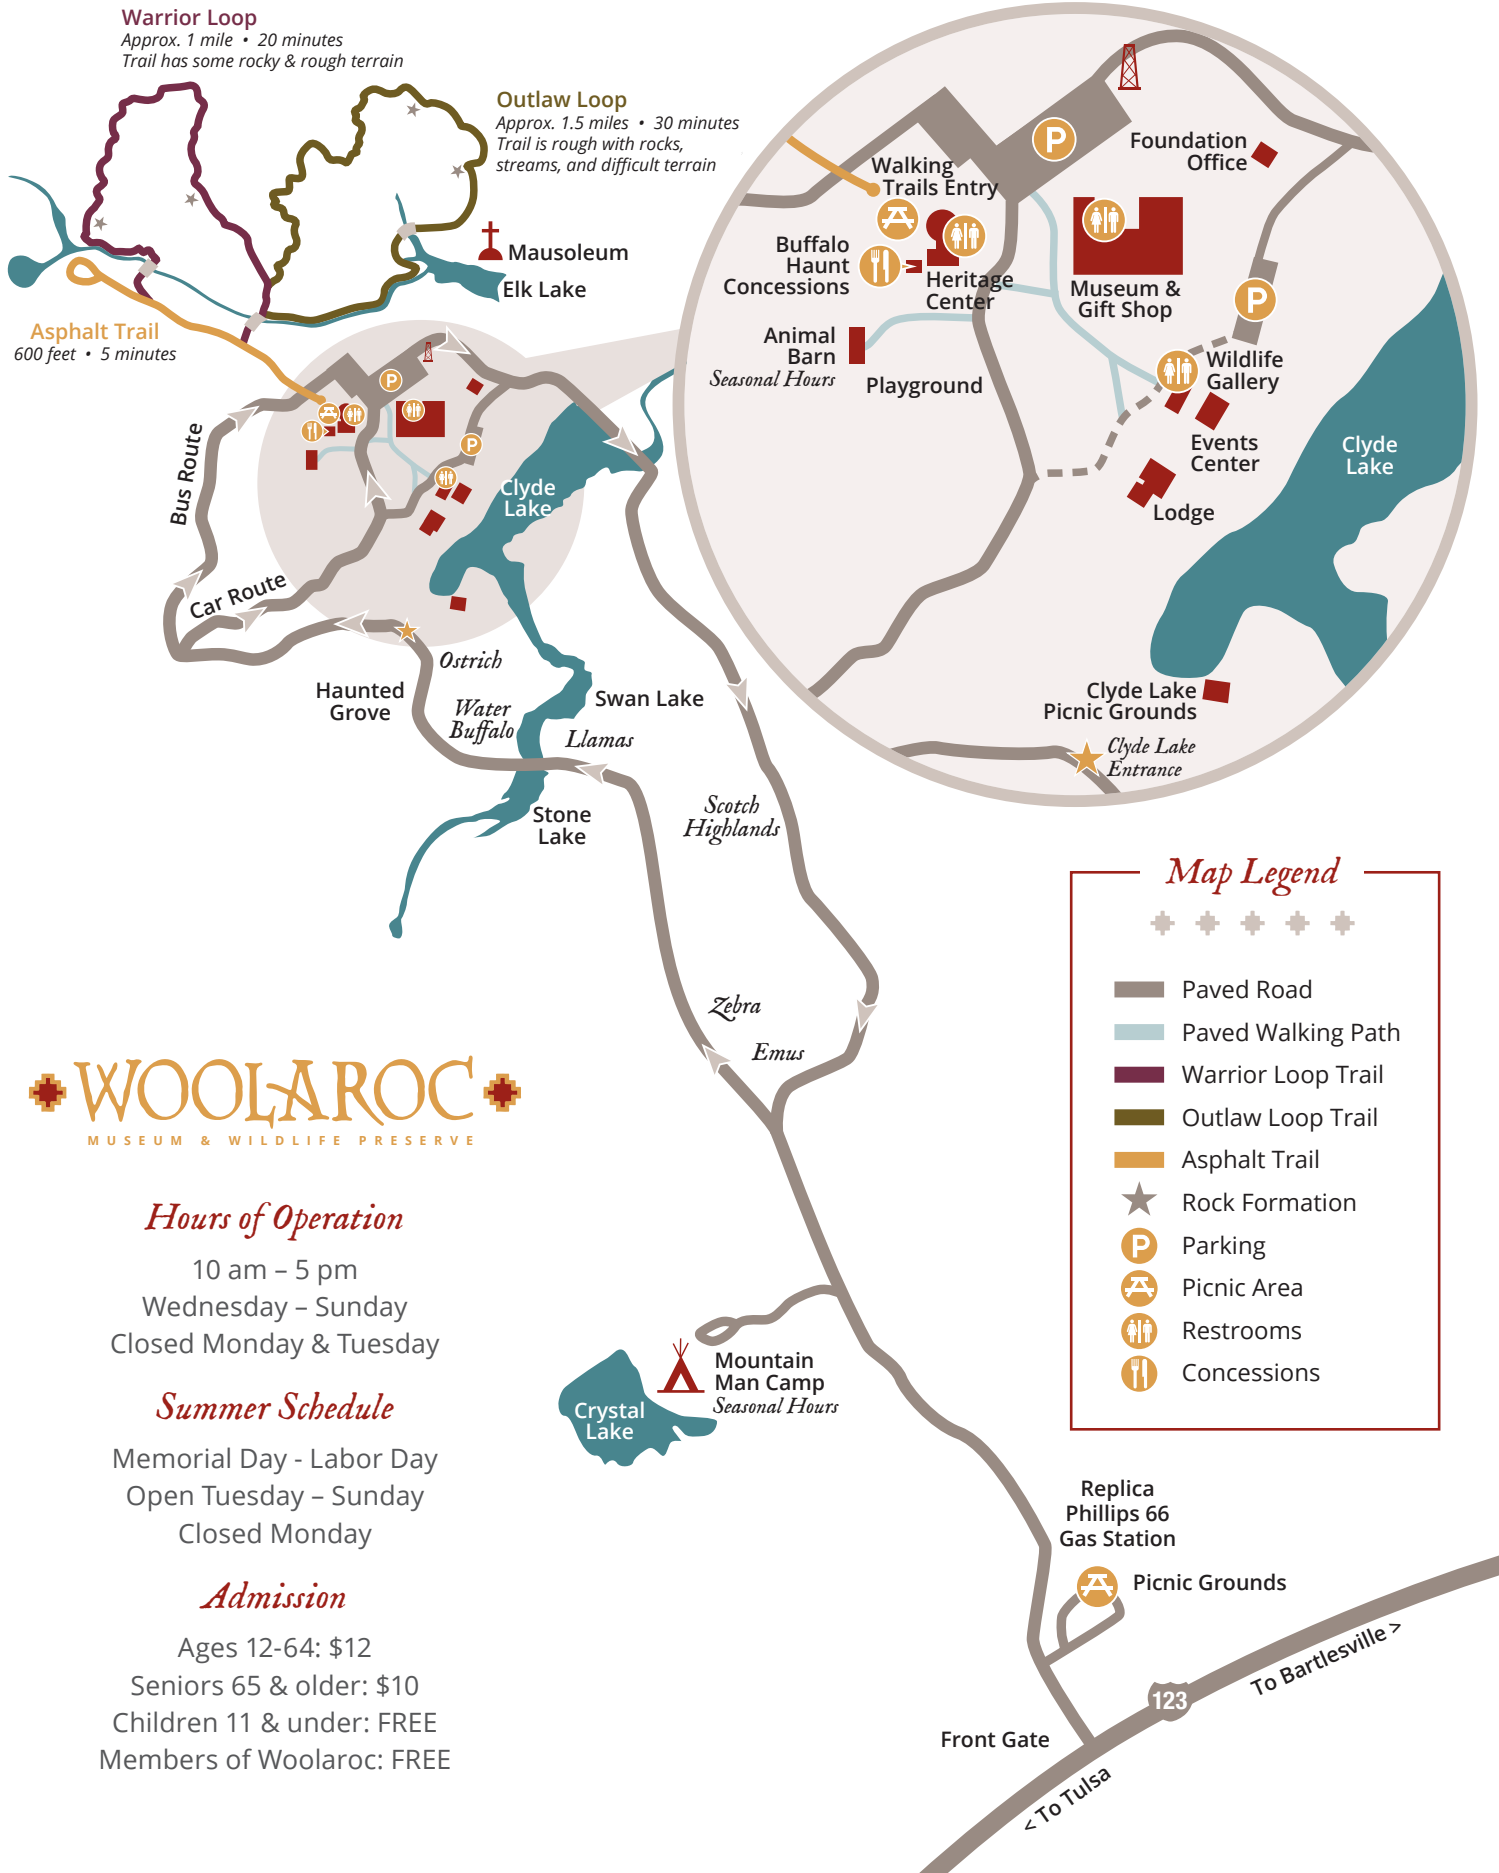 Warrior Loop
Approx. 1 mile • 20 minutes
Trail has some rocky & rough terrain
Outlaw Loop
Approx. 1.5 miles • 30 minutes
Trail is rough with rocks,
streams, and difficult terrain
Mausoleum
Elk Lake
Asphalt Trail
600 feet • 5 minutes
P
P
Bus Route
Car Route
Clyde
Lake
Foundation
Office
P
Walking
Trails Entry
Buffalo
Haunt
Concessions
Heritage
Center
Museum &
Gift Shop
P
Animal
Barn
Seasonal Hours
Playground
Wildlife
Gallery
Events
Center
Lodge
Clyde
Lake
Clyde Lake
Picnic Grounds
Clyde Lake
Entrance
Ostrich
Haunted
Grove
Water
Buffalo
Swan Lake
Llamas
Stone
Lake
Scotch
Highlands
Zebra
Emus
Map Legend
Paved Road
Paved Walking Path
Warrior Loop Trail
Outlaw Loop Trail
Asphalt Trail
Rock Formation
P
Parking
Picnic Area
Restrooms
Concessions
WOOLAROC
MUSEUM & WILDLIFE PRESERVE
Hours of Operation
10 am – 5 pm
Wednesday – Sunday
Closed Monday & Tuesday
Summer Schedule
Memorial Day - Labor Day
Open Tuesday – Sunday
Closed Monday
Admission
Ages 12-64: $12
Seniors 65 & older: $10
Children 11 & under: FREE
Members of Woolaroc: FREE
Mountain
Man Camp
Seasonal Hours
Crystal
Lake
Replica
Phillips 66
Gas Station
Picnic Grounds
To Bartlesville >
123
Front Gate
< To Tulsa